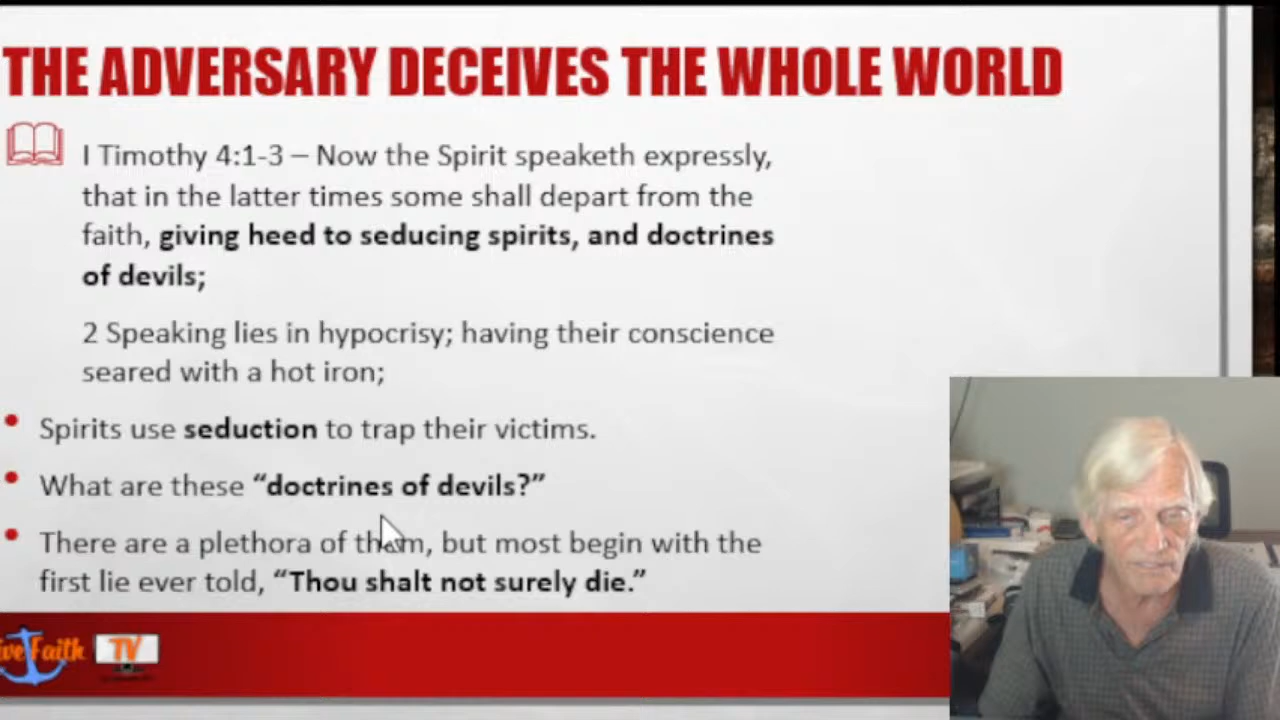 THE ADVERSARY DECEIVES THE WHOLE WORLD
I Timothy 4:1-3 – Now the Spirit speaketh expressly,
that in the latter times some shall depart from the
faith, giving heed to seducing spirits, and doctrines
of devils;
2 Speaking lies in hypocrisy; having their conscience
seared with a hot iron;
• Spirits use seduction to trap their victims.
• What are these “doctrines of devils?”
• There are a plethora of them, but most begin with the
first lie ever told, “Thou shalt not surely die.”
Faith
TV